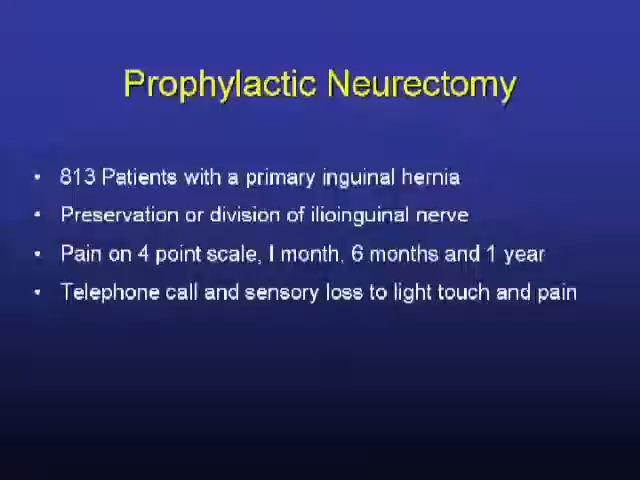 Prophylactic Neurectomy
• 813 Patients with a primary inguinal hernia
• Preservation or division of ilioinguinal nerve
• Pain on 4 point scale, I month, 6 months and 1 year
• Telephone call and sensory loss to light touch and pain